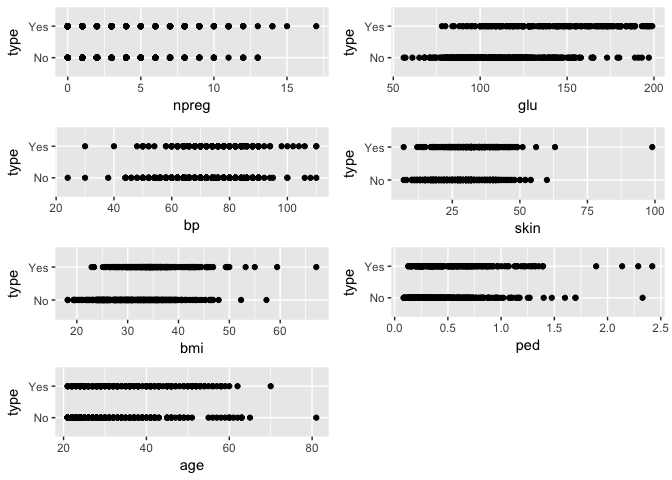 type
Yes
No
0 5 10 15
npreg
type
Yes
No
50 100 150 200
glu
type
Yes
No
20 40 60 80 100
bp
type
Yes
No
25 50 75 100
skin
type
Yes
No
20 30 40 50 60
bmi
type
Yes
No
0.0 0.5 1.0 1.5 2.0 2.5
ped
type
Yes
No
20 40 60 80
age